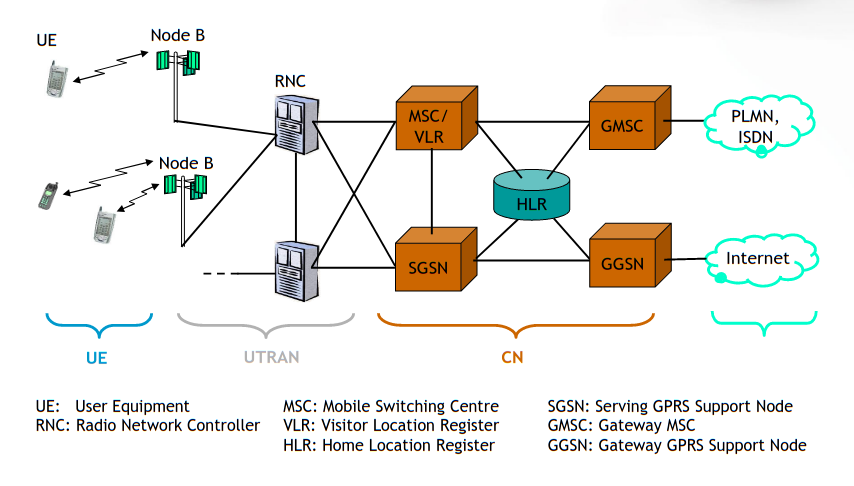 UE
Node B
RNC
MSC/
VLR
GMSC
PLMN,
ISDN
Node B
HLR
SGSN
GGSN
Internet
UE
UTRAN
CN
UE: User Equipment
RNC: Radio Network Controller
MSC: Mobile Switching Centre
VLR: Visitor Location Register
HLR: Home Location Register
SGSN: Serving GPRS Support Node
GMSC: Gateway MSC
GGSN: Gateway GPRS Support Node